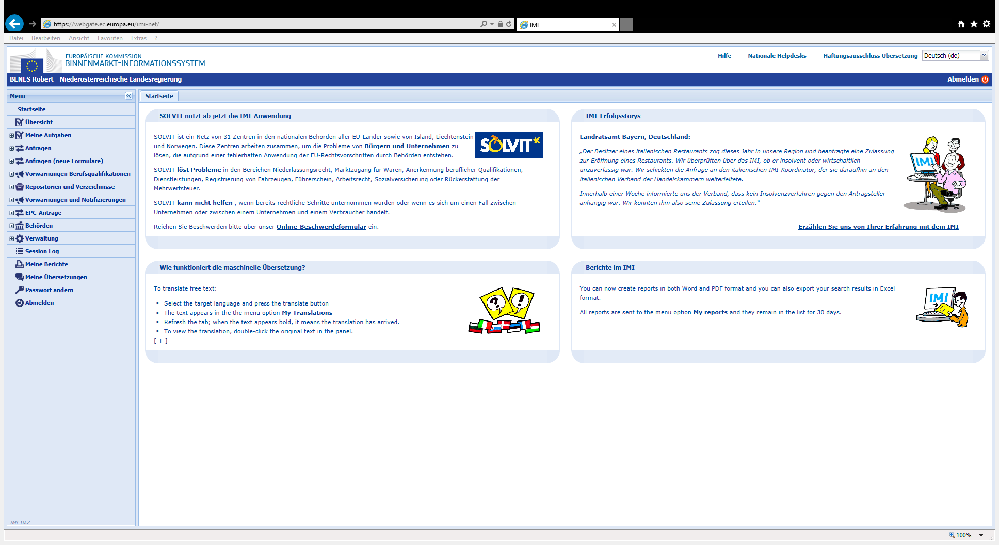 https://webgate.ec.europa.eu/imi-net/
IMI
Datei Bearbeiten Ansicht Favoriten Extras ?
EUROPÄISCHE KOMMISSION
BINNENMARKT-INFORMATIONSSYSTEM
Hilfe Nationale Helpdesks Haftungsausschluss Übersetzung Deutsch (de)
BENES Robert - Niederösterreichische Landesregierung
Abmelden
Menü
Startseite
Übersicht
Meine Aufgaben
Anfragen
Anfragen (neue Formulare)
Vorwarnungen Berufsqualifikationen
Repositorien und Verzeichnisse
Vorwarnungen und Notifizierungen
EPC-Anträge
Behörden
Verwaltung
Session Log
Meine Berichte
Meine Übersetzungen
Passwort ändern
Abmelden
IMI 10.2
Startseite
SOLVIT nutzt ab jetzt die IMI-Anwendung
SOLVIT ist ein Netz von 31 Zentren in den nationalen Behörden aller EU-Länder sowie von Island, Liechtenstein
und Norwegen. Diese Zentren arbeiten zusammen, um die Probleme von Bürgern und Unternehmen zu
lösen, die aufgrund einer fehlerhaften Anwendung der EU-Rechtsvorschriften durch Behörden entstehen.
SOLVIT
SOLVIT löst Probleme in den Bereichen Niederlassungsrecht, Marktzugang für Waren, Anerkennung beruflicher Qualifikationen,
Dienstleistungen, Registrierung von Fahrzeugen, Führerschein, Arbeitsrecht, Sozialversicherung oder Rückerstattung der
Mehrwertsteuer.
SOLVIT kann nicht helfen , wenn bereits rechtliche Schritte unternommen wurden oder wenn es sich um einen Fall zwischen
Unternehmen oder zwischen einem Unternehmen und einem Verbraucher handelt.
Reichen Sie Beschwerden bitte über unser Online-Beschwerdeformular ein.
IMI-Erfolgsstorys
Landratsamt Bayern, Deutschland:
„Der Besitzer eines italienischen Restaurants zog dieses Jahr in unsere Region und beantragte eine Zulassung
zur Eröffnung eines Restaurants. Wir überprüften über das IMI, ob er insolvent oder wirtschaftlich
unzuverlässig war. Wir schickten die Anfrage an den italienischen IMI-Koordinator, der sie daraufhin an den
italienischen Verband der Handelskammern weiterleitete.
Innerhalb einer Woche informierte uns der Verband, dass kein Insolvenzverfahren gegen den Antragsteller
anhängig war. Wir konnten ihm also seine Zulassung erteilen."
IMI
Erzählen Sie uns von Ihrer Erfahrung mit dem IMI
Wie funktioniert die maschinelle Übersetzung?
To translate free text:
Select the target language and press the translate button
The text appears in the the menu option My Translations
Refresh the tab; when the text appears bold, it means the translation has arrived.
To view the translation, double-click the original text in the panel.
[ + ]
? !
Berichte im IMI
You can now create reports in both Word and PDF format and you can also export your search results in Excel
format.
All reports are sent to the menu option My reports and they remain in the list for 30 days.
IMI
100%